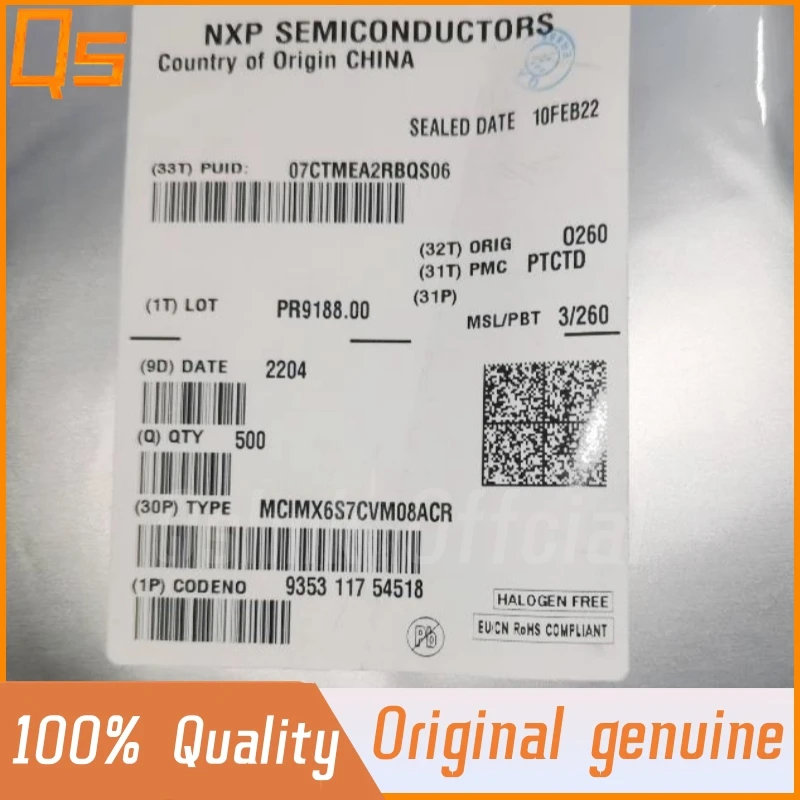 QS
NXP SEMICONDUCTORS
Country of Origin CHINA
SEALED DATE 10FEB22
(33T) PUID: 07CTMEA2RBQS06
(32T) ORIG 0260
(31T) PMC PTCTD
(31P)
(1T) LOT PR9188.00
MSL/PBT 3/260
(9D) DATE 2204
(Q) QTY 500
(30P) TYPE MCIMX6S7CVM08ACR
Offcial
(1P) CODENO 9353 117 54518
HALOGEN FREE
Pb
EU/CN RoHS COMPLIANT
100% Quality
Original genuine